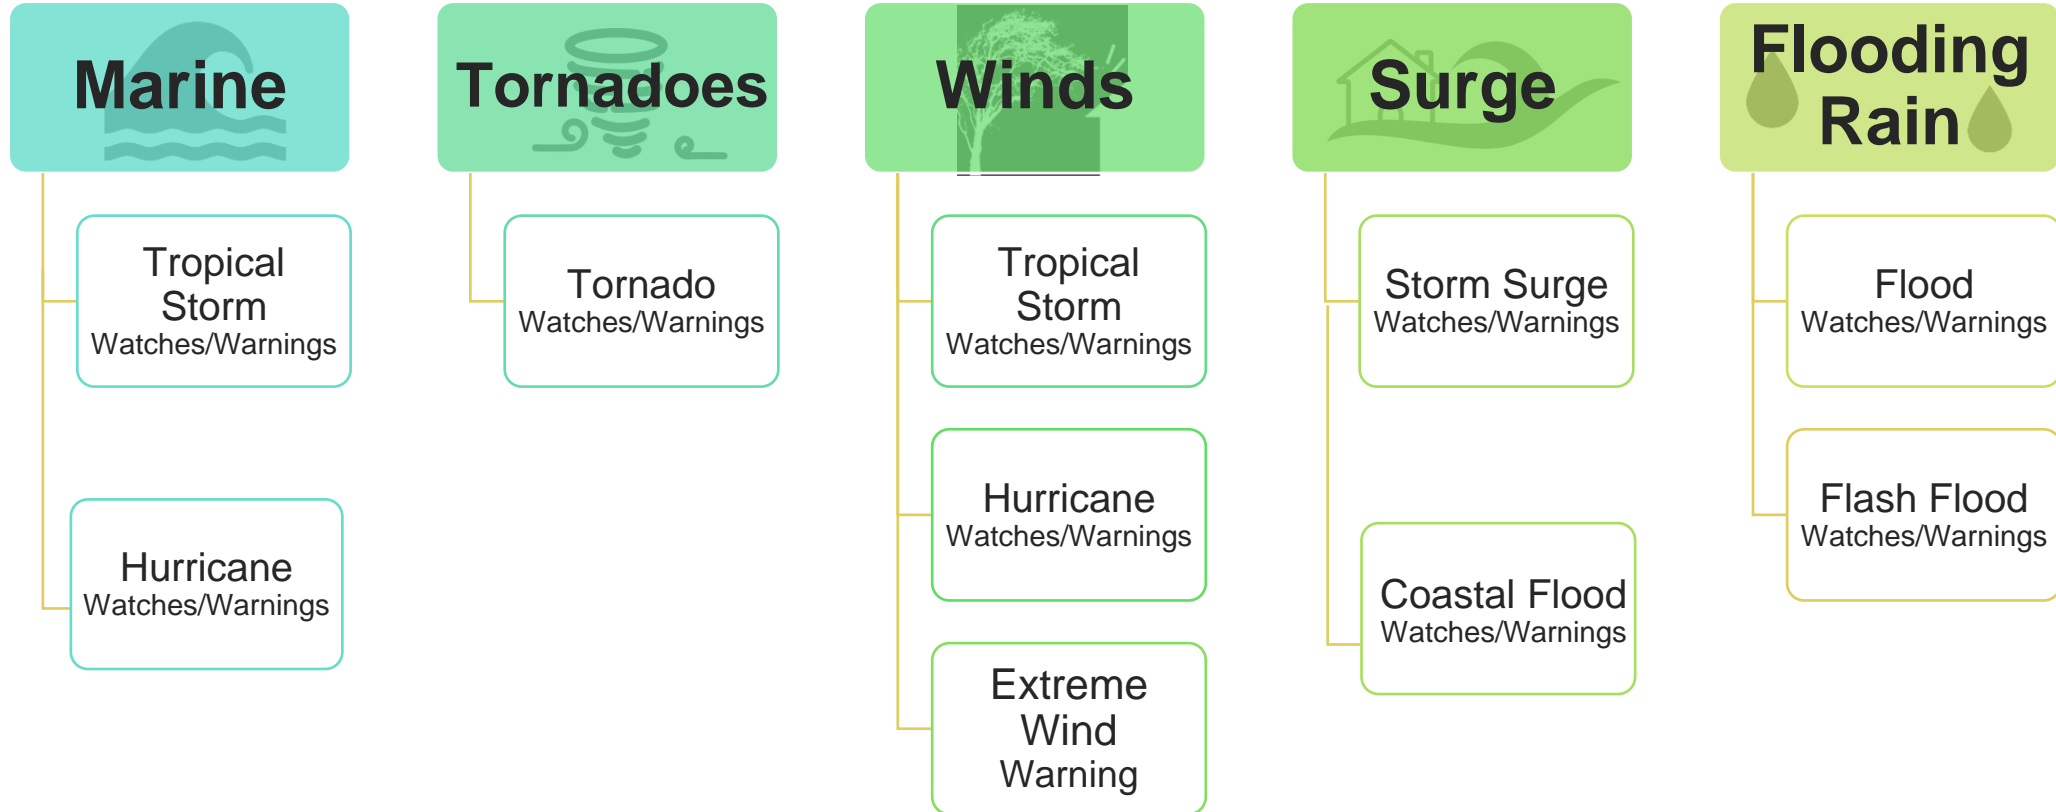 Marine
Tropical
Storm
Watches/Warnings
Hurricane
Watches/Warnings
Tornadoes
Tornado
Watches/Warnings
Winds
Tropical
Storm
Watches/Warnings
Hurricane
Watches/Warnings
Extreme
Wind
Warning
Surge
Storm Surge
Watches/Warnings
Coastal Flood
Watches/Warnings
Flooding
Rain
Flood
Watches/Warnings
Flash Flood
Watches/Warnings